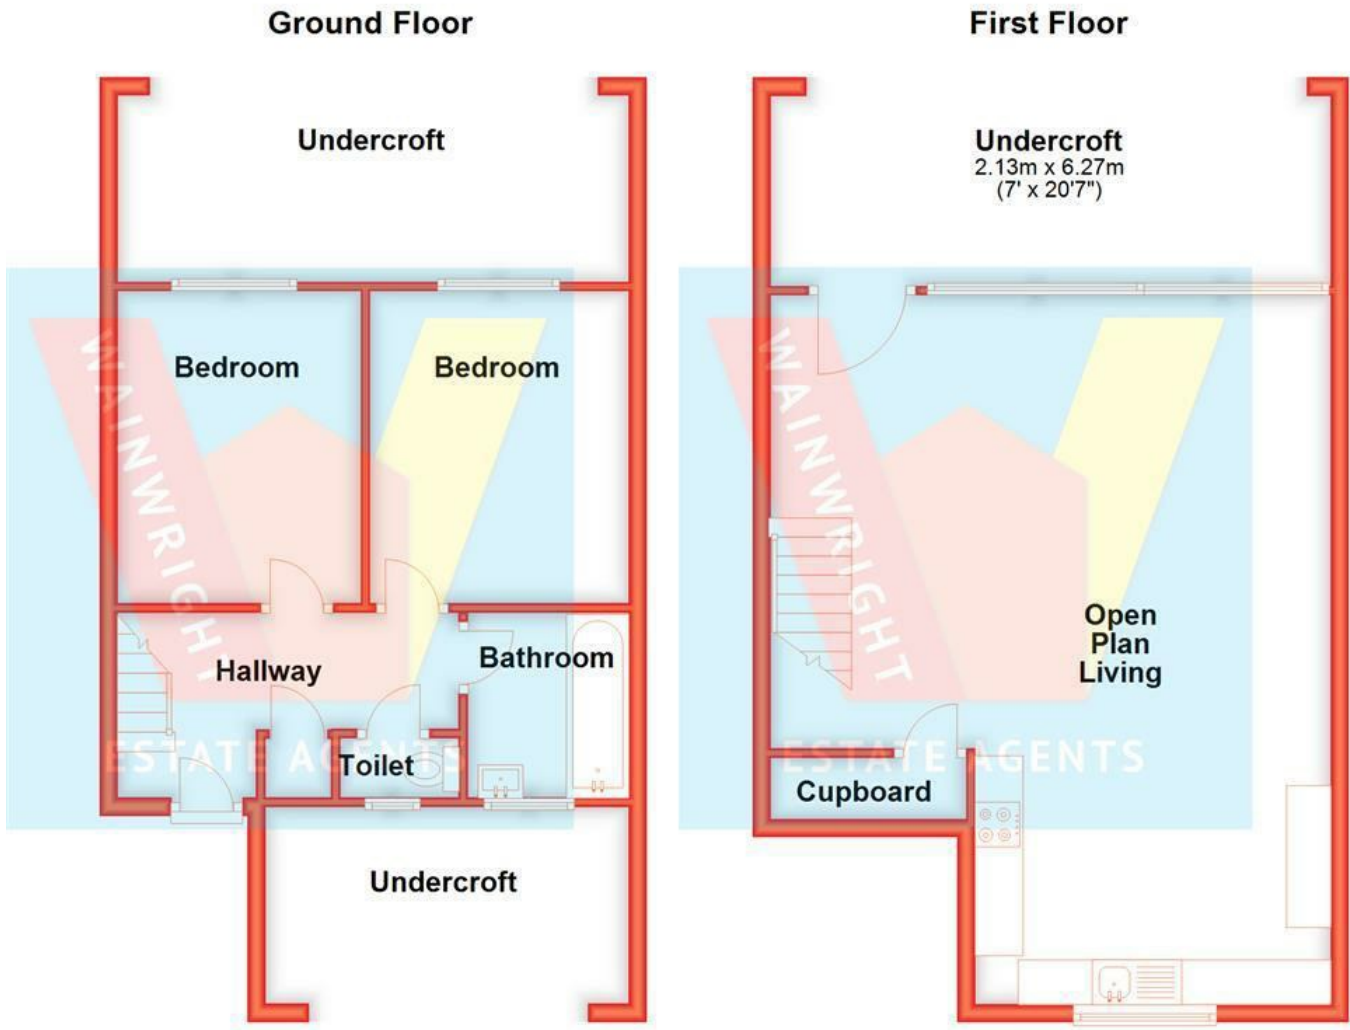 Ground Floor
First Floor
Undercroft
Undercroft
2.13m x 6.27m
(7' x 20'7")
Bedroom
Bedroom
WAINWRIGHT
WAINWRIGHT
Open
Plan
Living
Hallway
Bathroom
ESTATE AGENTS
ESTATE AGENTS
Toilet
Cupboard
Undercroft